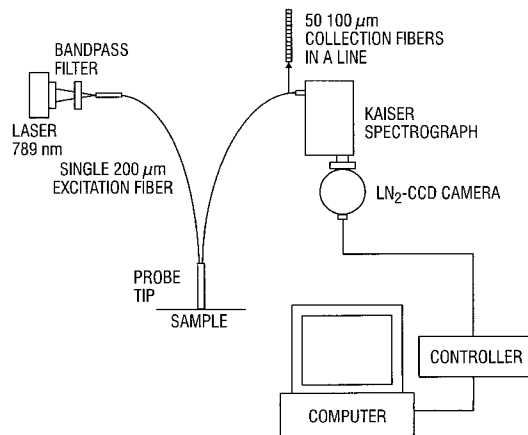 BANDPASS
FILTER
LASER
789 nm
SINGLE 200 µm
EXCITATION FIBER
50 100 µm
COLLECTION FIBERS
IN A LINE
KAISER
SPECTROGRAPH
LN₂-CCD CAMERA
PROBE
TIP
SAMPLE
CONTROLLER
COMPUTER